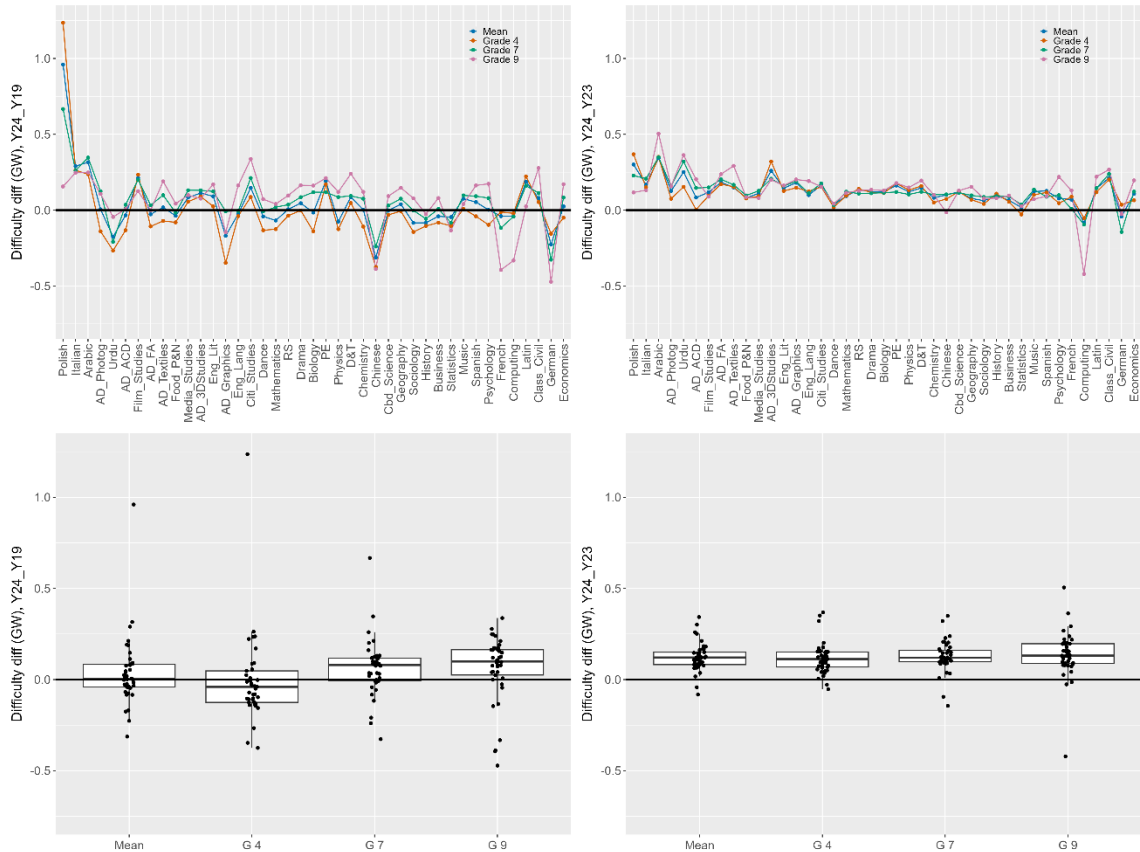 Difficulty diff (GW), Y24_Y19
1.0
0.5
0.0
-0.5
Mean
Grade 4
Grade 7
Grade 9
Polish
Italian
Arabic
AD_Photog
Urdu
AD_ACD
Film_Studies
AD_FA
AD_Textiles
Food_P&N
Media_Studies
AD_3DStudies
Eng_Lit
AD_Graphics
Eng_Lang
Citi_Studies
Dance
Mathematics
RS
Drama
Biology
PE
Physics
D&T
Chemistry
Chinese
Cbd_Science
Geography
Sociology
History
Business
Statistics
Music
Spanish
Psychology
French
Computing
Latin
Class_Civil
German
Economics
Difficulty diff (GW), Y24_Y23
1.0
0.5
0.0
-0.5
Mean
Grade 4
Grade 7
Grade 9
Polish
Italian
Arabic
AD_Photog
Urdu
AD_ACD
Film_Studies
AD_FA
AD_Textiles
Food_P&N
Media_Studies
AD_3DStudies
Eng_Lit
AD_Graphics
Eng_Lang
Citi_Studies
Dance
Mathematics
RS
Drama
Biology
PE
Physics
D&T
Chemistry
Chinese
Cbd_Science
Geography
Sociology
History
Business
Statistics
Music
Spanish
Psychology
French
Computing
Latin
Class_Civil
German
Economics
Difficulty diff (GW), Y24_Y19
1.0
0.5
0.0
-0.5
Mean
G 4
G 7
G 9
Difficulty diff (GW), Y24_Y23
1.0
0.5
0.0
-0.5
Mean
G 4
G 7
G 9